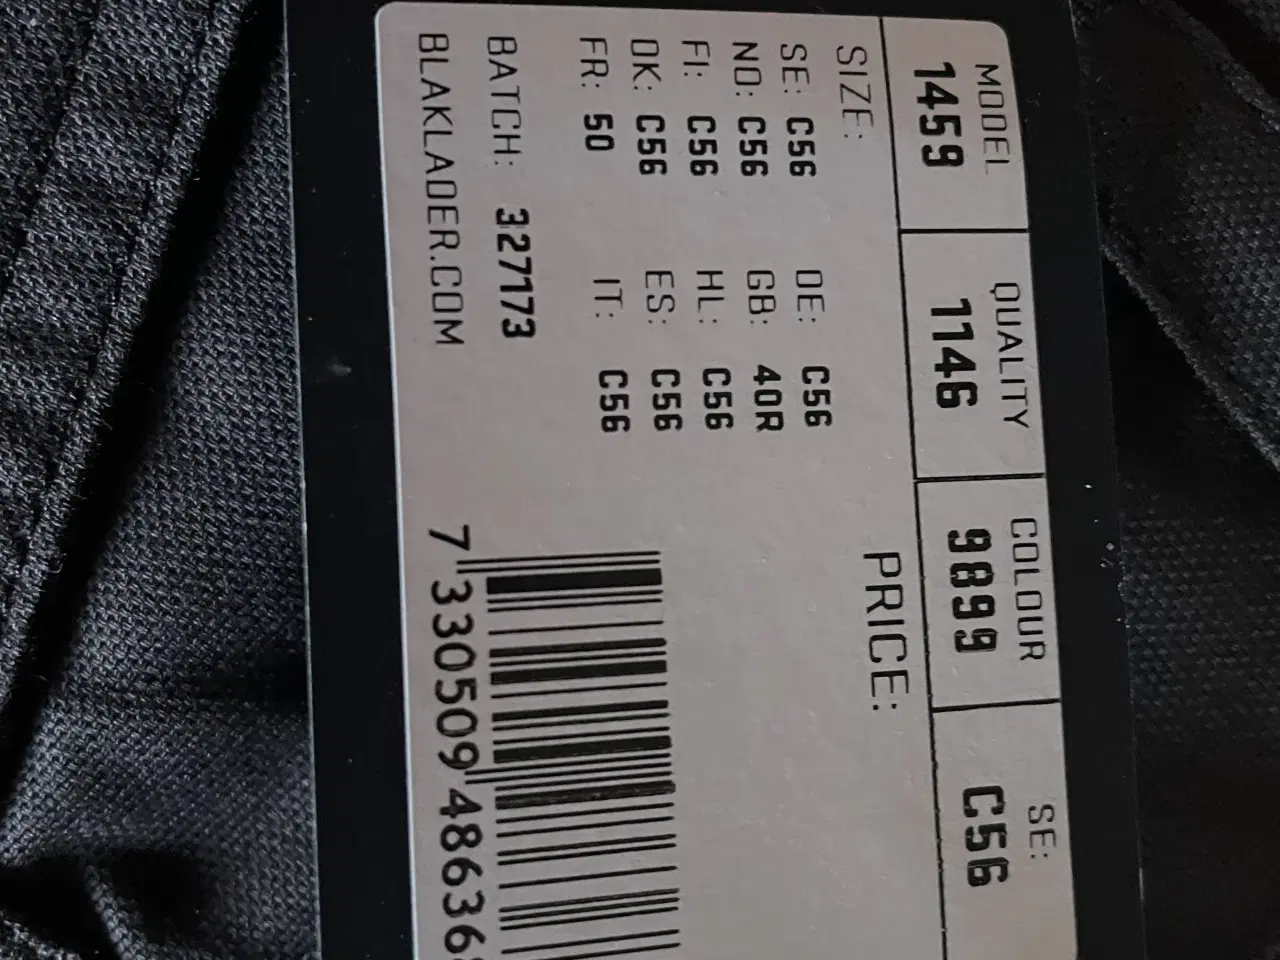 MODEL QUALITY COLOUR SE:
1459 1146 9899 C56
SIZE: PRICE:
SE: C56 DE: C56
NO: C56 GB: 40R
FI: C56 HL: C56
DK: C56 ES: C56
FR: 50 IT: C56
BATCH: 327173
BLAKLADER.COM
7 330509 48636